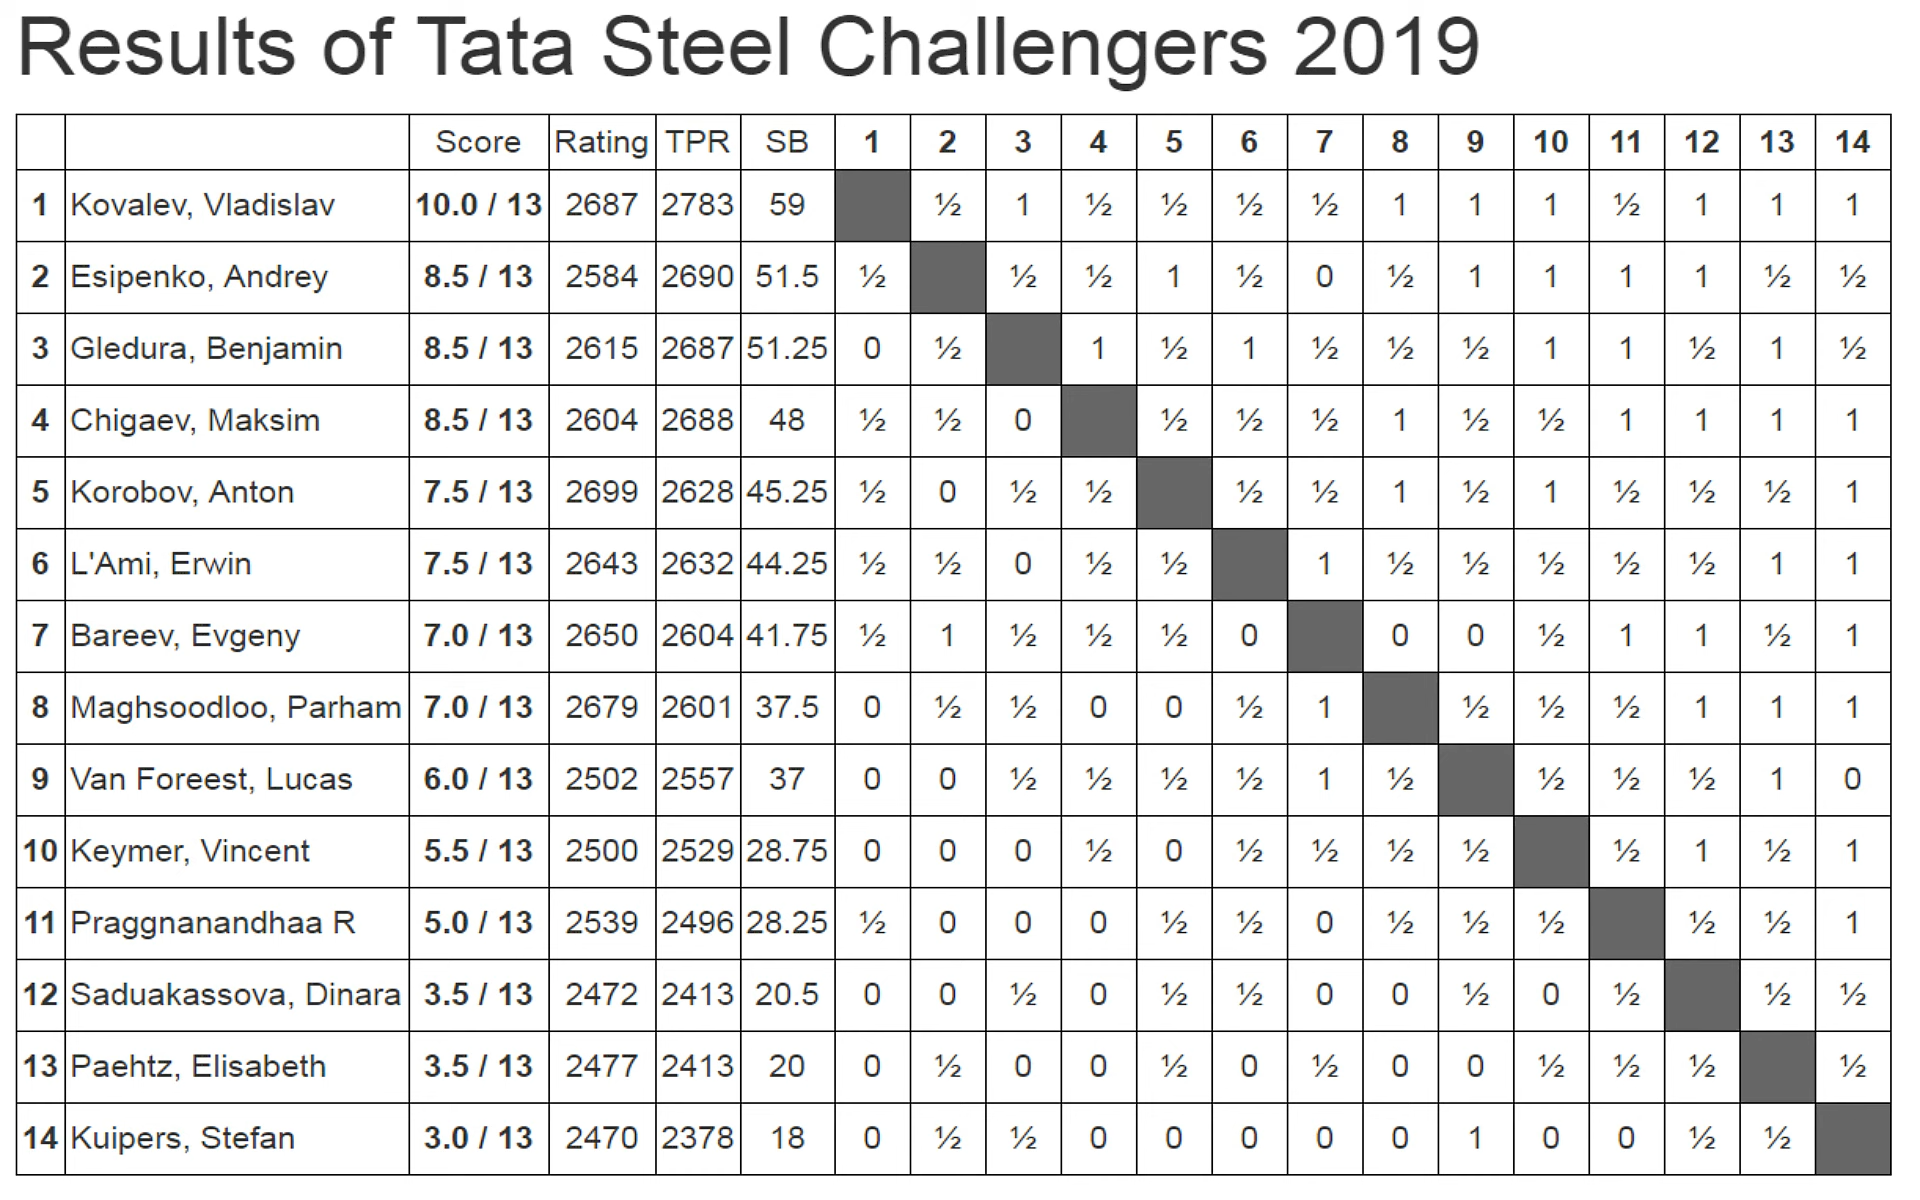 Results of Tata Steel Challengers 2019
Score Rating TPR SB 1 2 3 4 5 6 7 8 9 10 11 12 13 14
1 Kovalev, Vladislav 10.0 / 13 2687 2783 59 ½ 1 ½ ½ ½ ½ 1 1 1 ½ 1 1 1
2 Esipenko, Andrey 8.5 / 13 2584 2690 51.5 ½ ½ ½ 1 ½ 0 ½ 1 1 1 1 ½ ½
3 Gledura, Benjamin 8.5 / 13 2615 2687 51.25 0 ½ 1 ½ 1 ½ ½ ½ 1 1 ½ 1 ½
4 Chigaev, Maksim 8.5 / 13 2604 2688 48 ½ ½ 0 ½ ½ ½ 1 ½ ½ 1 1 1 1
5 Korobov, Anton 7.5 / 13 2699 2628 45.25 ½ 0 ½ ½ ½ ½ 1 ½ 1 ½ ½ ½ 1
6 L'Ami, Erwin 7.5 / 13 2643 2632 44.25 ½ ½ 0 ½ ½ 1 ½ ½ ½ ½ ½ 1 1
7 Bareev, Evgeny 7.0 / 13 2650 2604 41.75 ½ 1 ½ ½ ½ 0 0 0 ½ 1 1 ½ 1
8 Maghsoodloo, Parham 7.0 / 13 2679 2601 37.5 0 ½ ½ 0 0 ½ 1 ½ ½ ½ 1 1 1
9 Van Foreest, Lucas 6.0 / 13 2502 2557 37 0 0 ½ ½ ½ ½ 1 ½ ½ ½ ½ 1 0
10 Keymer, Vincent 5.5 / 13 2500 2529 28.75 0 0 0 ½ 0 ½ ½ ½ ½ ½ 1 ½ 1
11 Praggnanandhaa R 5.0 / 13 2539 2496 28.25 ½ 0 0 0 ½ ½ 0 ½ ½ ½ ½ ½ 1
12 Saduakassova, Dinara 3.5 / 13 2472 2413 20.5 0 0 ½ 0 ½ ½ 0 0 ½ 0 ½ ½ ½
13 Paehtz, Elisabeth 3.5 / 13 2477 2413 20 0 ½ 0 0 ½ 0 ½ 0 0 ½ ½ ½ ½
14 Kuipers, Stefan 3.0 / 13 2470 2378 18 0 ½ ½ 0 0 0 0 0 1 0 0 ½ ½